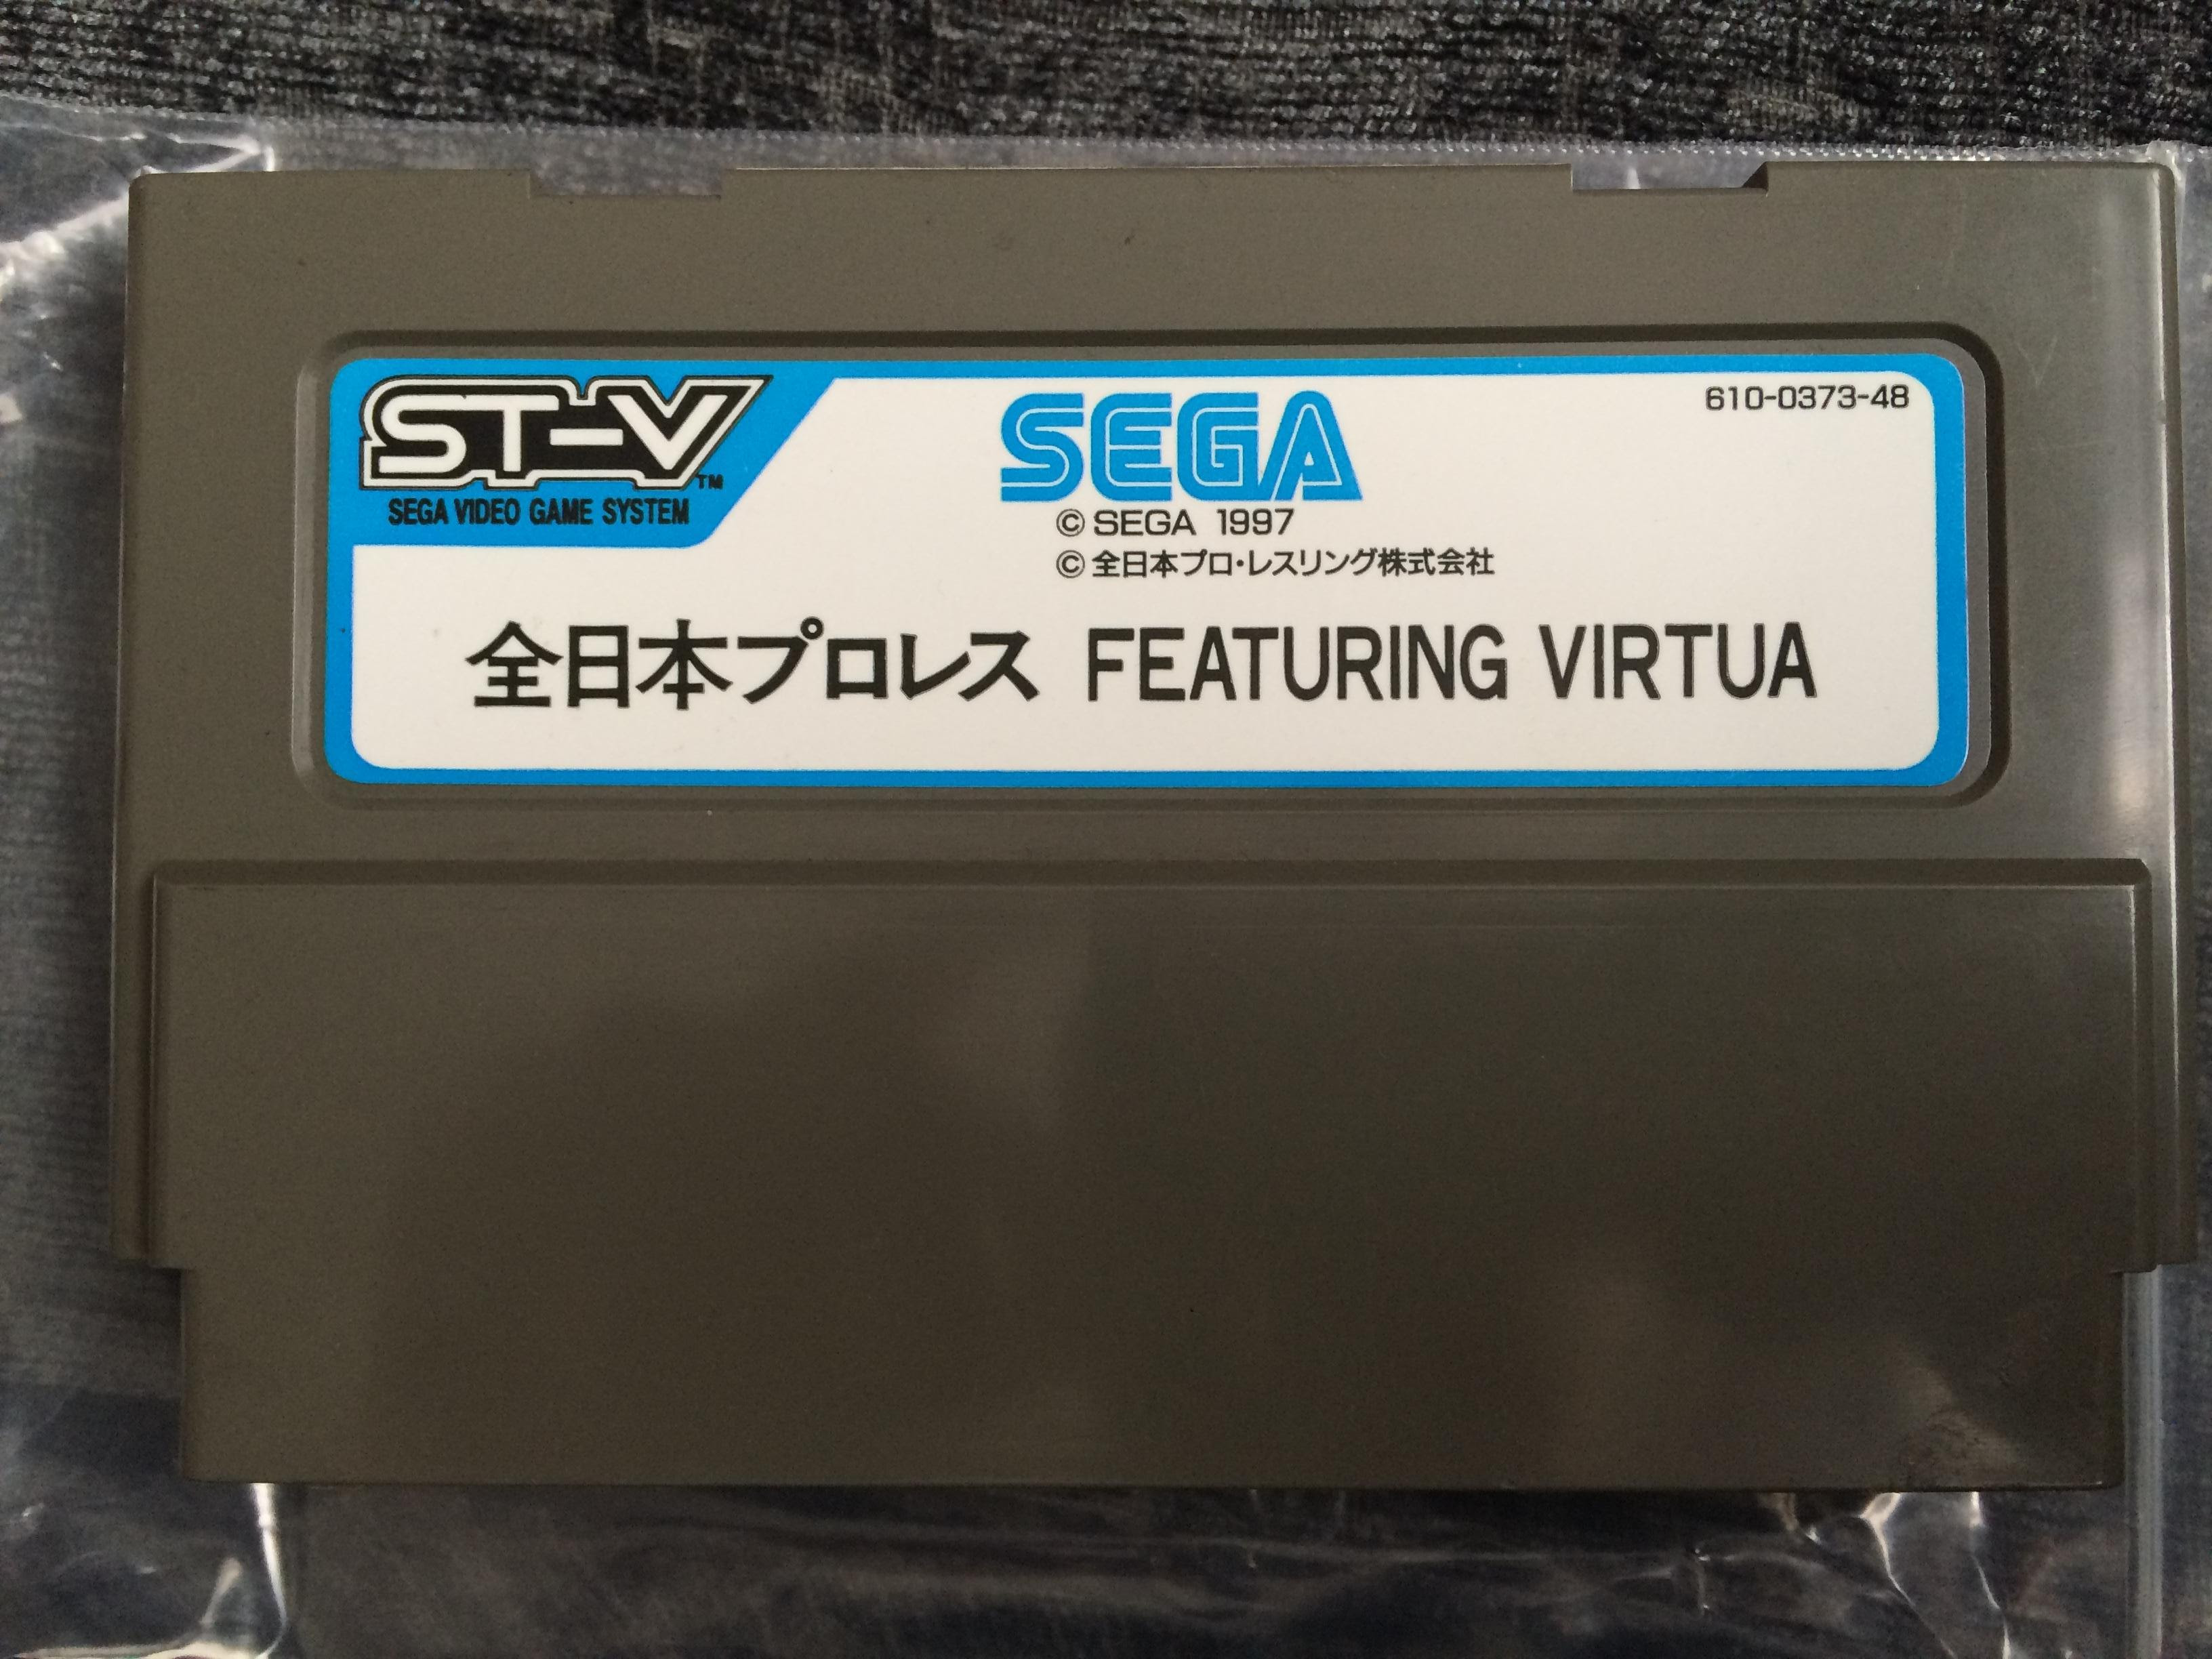 ST-V™
SEGA VIDEO GAME SYSTEM
SEGA
610-0373-48
© SEGA 1997
© 全日本プロ・レスリング株式会社
全日本プロレス FEATURING VIRTUA